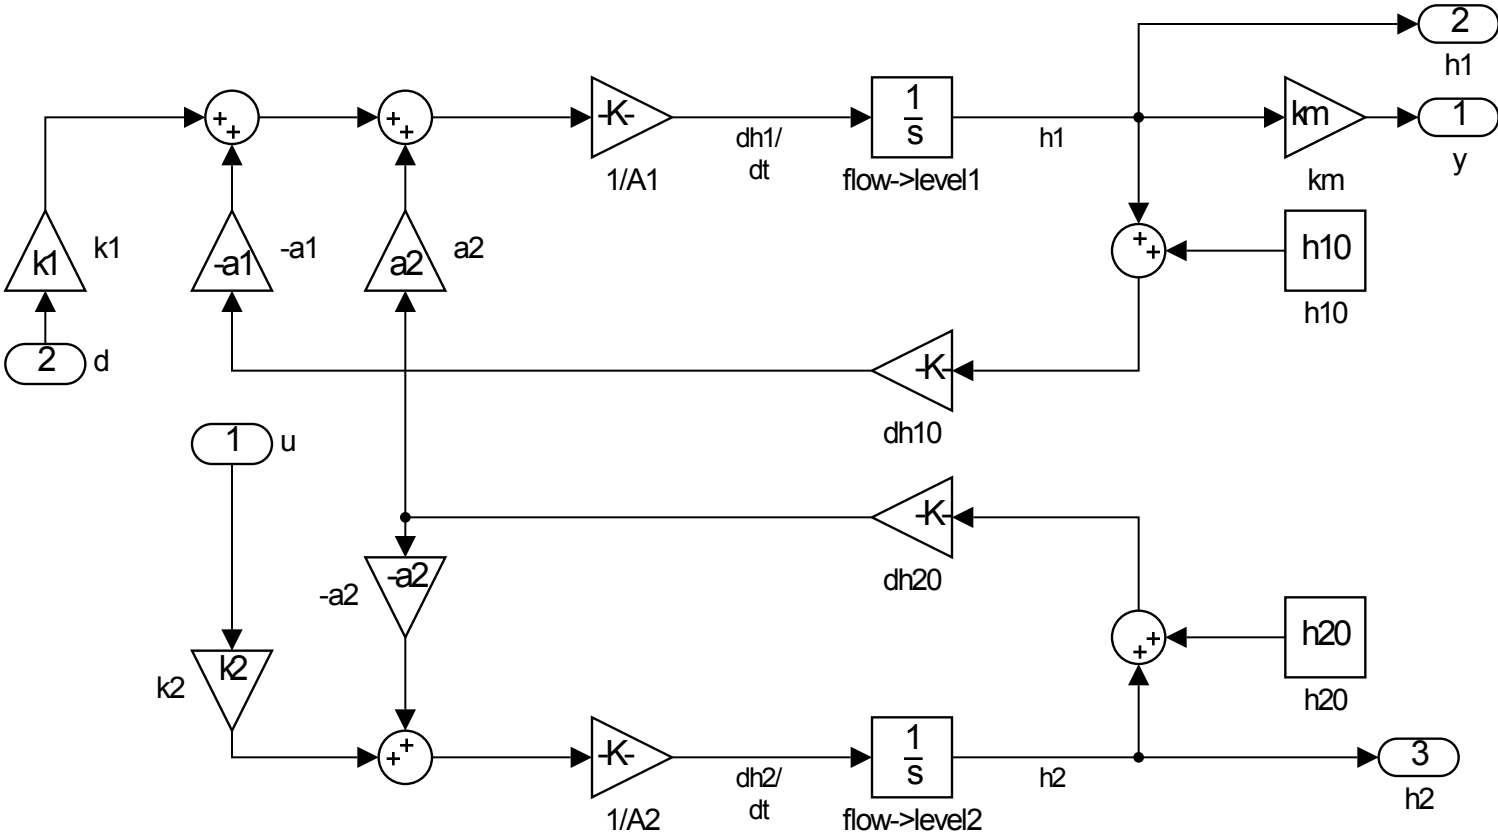 2
h1
+
+
+
+
-K-
1/A1
dh1/
dt
1
s
flow->level1
h1
km
km
1
y
k1
k1
-a1
-a1
a2
a2
+
+
h10
h10
2
d
-K-
dh10
1
u
-K-
dh20
-a2
-a2
k2
k2
+
+
h20
h20
+
+
-K-
1/A2
dh2/
dt
1
s
flow->level2
h2
3
h2